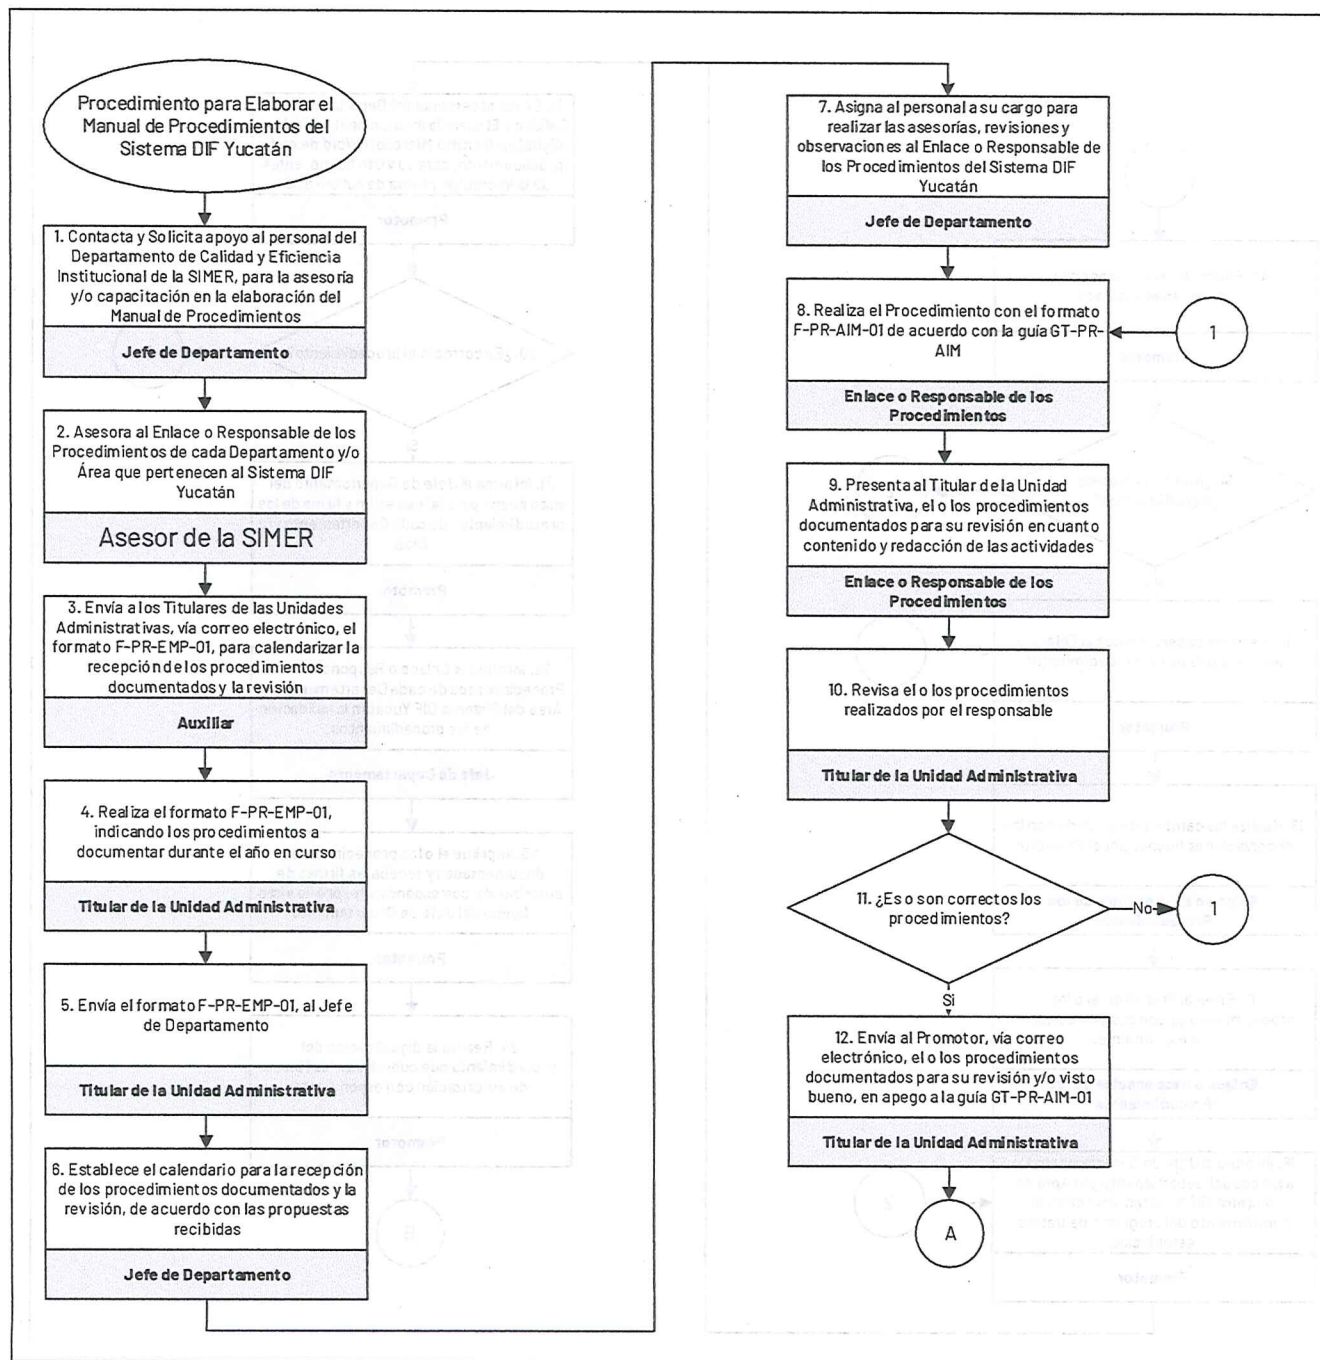 Procedimiento para Elaborar el
Manual de Procedimientos del
Sistema DIF Yucatán
1. Contacta y Solicita apoyo al personal del
Departamento de Calidad y Eficiencia
Institucional de la SIMER, para la asesoría
y/o capacitación en la elaboración del
Manual de Procedimientos
Jefe de Departamento
2. Asesora al Enlace o Responsable de los
Procedimientos de cada Departamento y/o
Área que pertenecen al Sistema DIF
Yucatán
Asesor de la SIMER
3. Envía a los Titulares de las Unidades
Administrativas, vía correo electrónico, el
formato F-PR-EMP-01, para calendarizar la
recepción de los procedimientos
documentados y la revisión
Auxiliar
4. Realiza el formato F-PR-EMP-01,
indicando los procedimientos a
documentar durante el año en curso
Titular de la Unidad Administrativa
5. Envía el formato F-PR-EMP-01, al Jefe
de Departamento
Titular de la Unidad Administrativa
6. Establece el calendario para la recepción
de los procedimientos documentados y la
revisión, de acuerdo con las propuestas
recibidas
Jefe de Departamento
7. Asigna al personal a su cargo para
realizar las asesorías, revisiones y
observaciones al Enlace o Responsable de
los Procedimientos del Sistema DIF
Yucatán
Jefe de Departamento
8. Realiza el Procedimiento con el formato
F-PR-AIM-01 de acuerdo con la guía GT-PR-
AIM
Enlace o Responsable de los
Procedimientos
1
9. Presenta al Titular de la Unidad
Administrativa, el o los procedimientos
documentados para su revisión en cuanto
contenido y redacción de las actividades
Enlace o Responsable de los
Procedimientos
10. Revisa el o los procedimientos
realizados por el responsable
Titular de la Unidad Administrativa
11. ¿Es o son correctos los
procedimientos?
No
1
Si
12. Envía al Promotor, vía correo
electrónico, el o los procedimientos
documentados para su revisión y/o visto
bueno, en apego a la guía GT-PR-AIM-01
Titular de la Unidad Administrativa
A